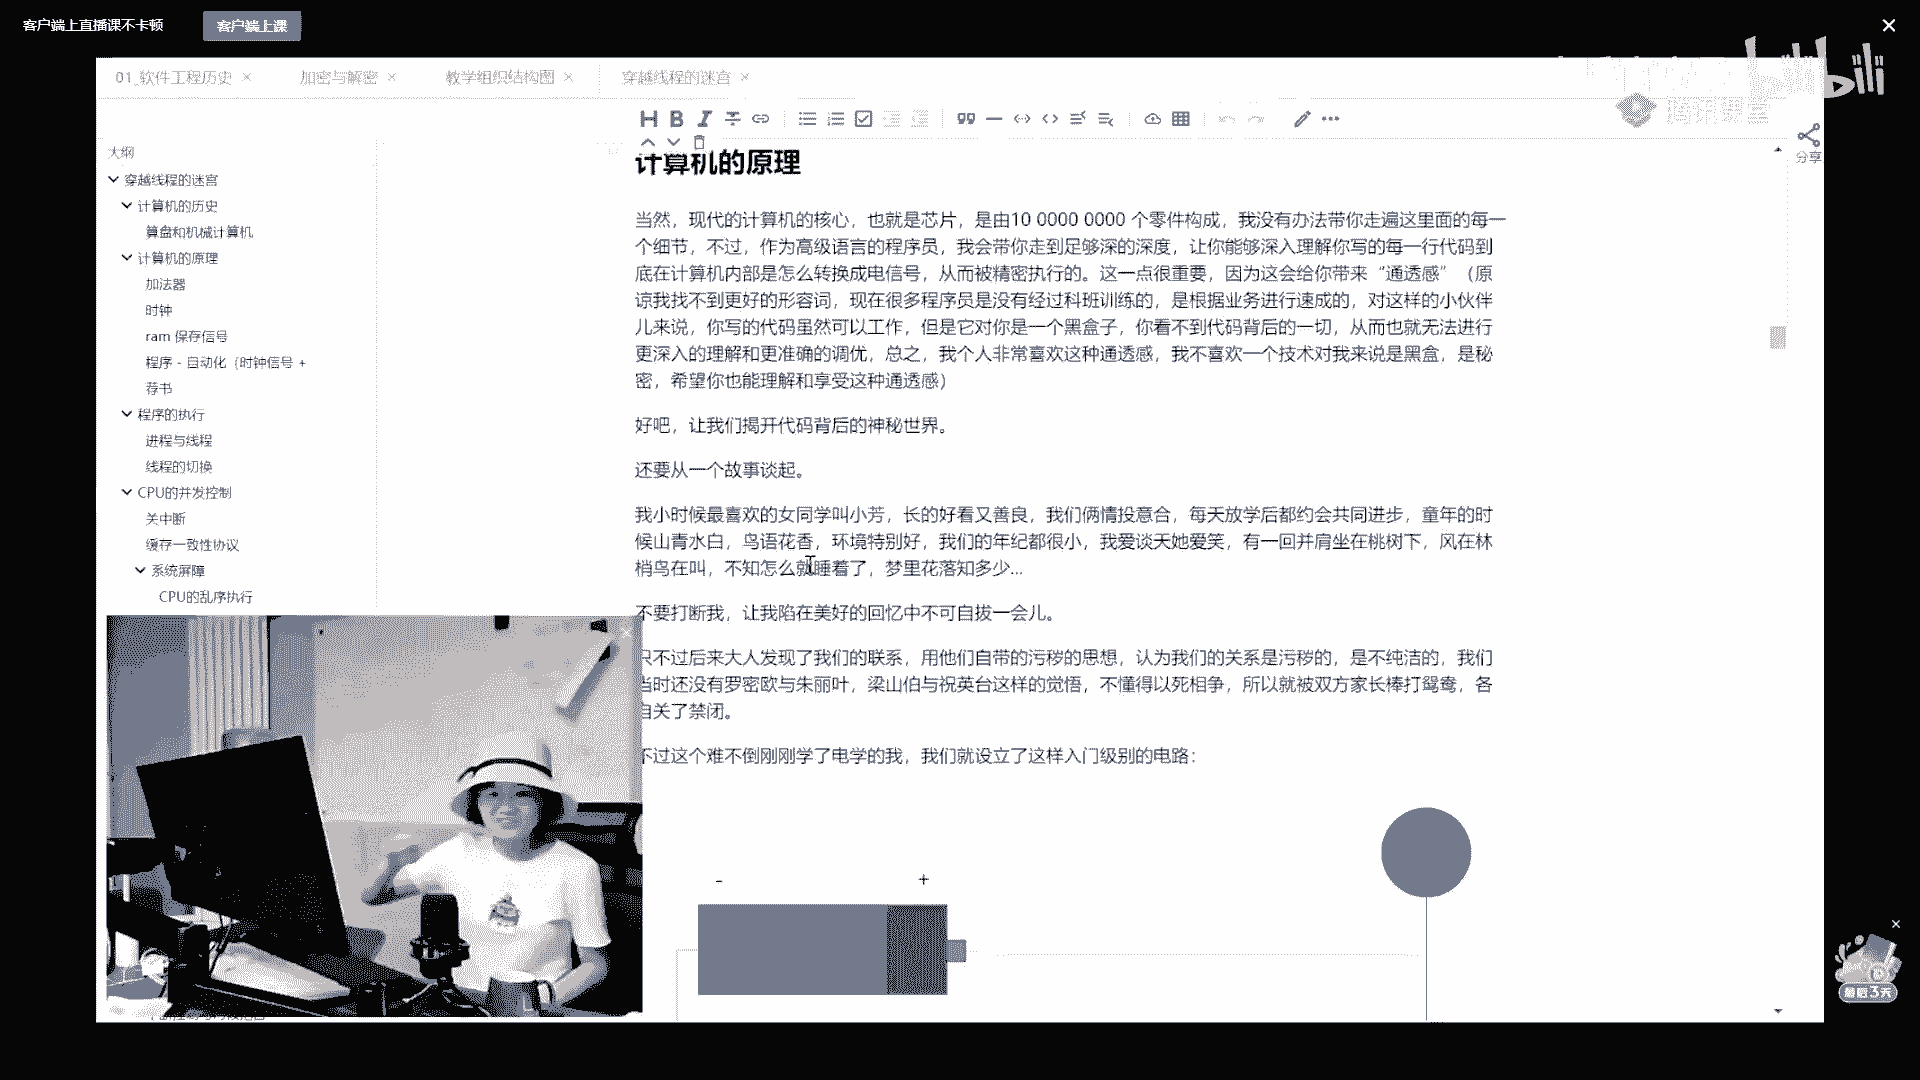 客户端上直播课不卡顿
客户端上课
bilibili
01_软件工程历史
加密与解密
教学组织结构图
穿越线程的迷宫
腾讯课堂
分享
大纲
穿越线程的迷宫
计算机的历史
算盘和机械计算机
计算机的原理
加法器
时钟
ram 保存信号
程序 - 自动化（时钟信号 +
荐书
程序的执行
进程与线程
线程的切换
CPU的并发控制
关中断
缓存一致性协议
系统屏障
CPU的乱序执行
计算机的原理
当然，现代的计算机的核心，也就是芯片，是由10 0000 0000 个零件构成，我没有办法带你走遍这里面的每一
个细节，不过，作为高级语言的程序员，我会带你走到足够深的深度，让你能够深入理解你写的每一行代码到
底在计算机内部是怎么转换成电信号，从而被精密执行的。这一点很重要，因为这会给你带来“通透感”（原
谅我找不到更好的形容词，现在很多程序员是没有经过科班训练的，是根据业务进行速成的，对这样的小伙伴
儿来说，你写的代码虽然可以工作，但是它对你是一个黑盒子，你看不到代码背后的一切，从而也就无法进行
更深入的理解和更准确的调优，总之，我个人非常喜欢这种通透感，我不喜欢一个技术对我来说是黑盒，是秘
密，希望你也能理解和享受这种通透感）
好吧，让我们揭开代码背后的神秘世界。
还要从一个故事谈起。
我小时候最喜欢的女同学叫小芳，长的好看又善良，我们俩情投意合，每天放学后都约会共同进步，童年的时
候山青水白，鸟语花香，环境特别好，我们的年纪都很小，我爱谈天她爱笑，有一回并肩坐在桃树下，风在林
梢鸟在叫，不知怎么就睡着了，梦里花落知多少...
不要打断我，让我陷在美好的回忆中不可自拔一会儿。
只不过后来大人发现了我们的联系，用他们自带的污秽的思想，认为我们的关系是污秽的，是不纯洁的，我们
当时还没有罗密欧与朱丽叶，梁山伯与祝英台这样的觉悟，不懂得以死相争，所以就被双方家长棒打鸳鸯，各
自关了禁闭。
不过这个难不倒刚刚学了电学的我，我们就设立了这样入门级别的电路：
- +
最后3天